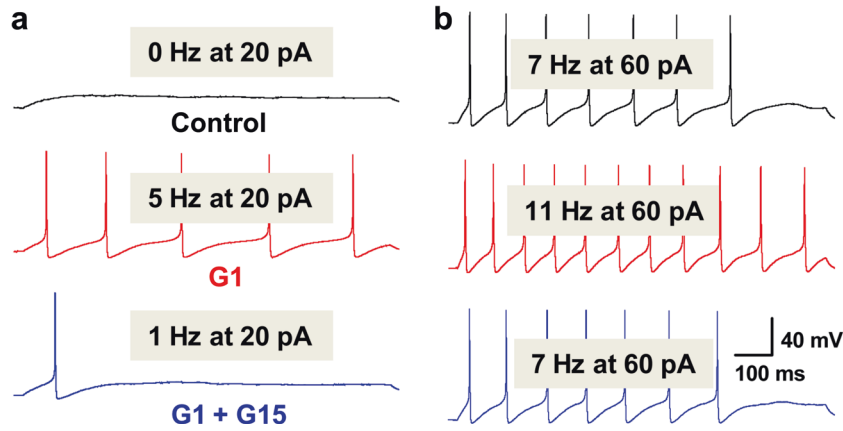 a
0 Hz at 20 pA
Control
5 Hz at 20 pA
G1
1 Hz at 20 pA
G1 + G15
b
7 Hz at 60 pA
11 Hz at 60 pA
7 Hz at 60 pA
40 mV
100 ms